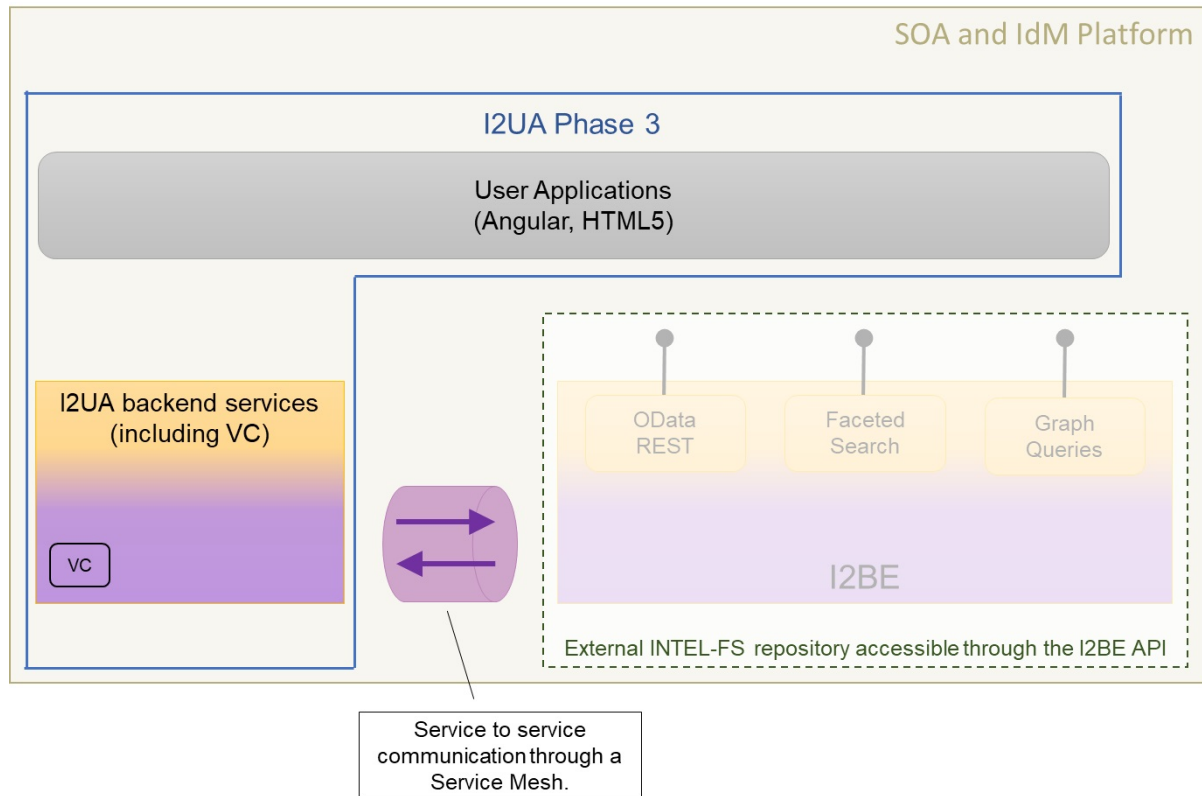 SOA and IdM Platform
I2UA Phase 3
User Applications
(Angular, HTML5)
I2UA backend services
(including VC)
VC
OData
REST
Faceted
Search
Graph
Queries
I2BE
External INTEL-FS repository accessible through the I2BE API
Service to service
communication through a
Service Mesh.